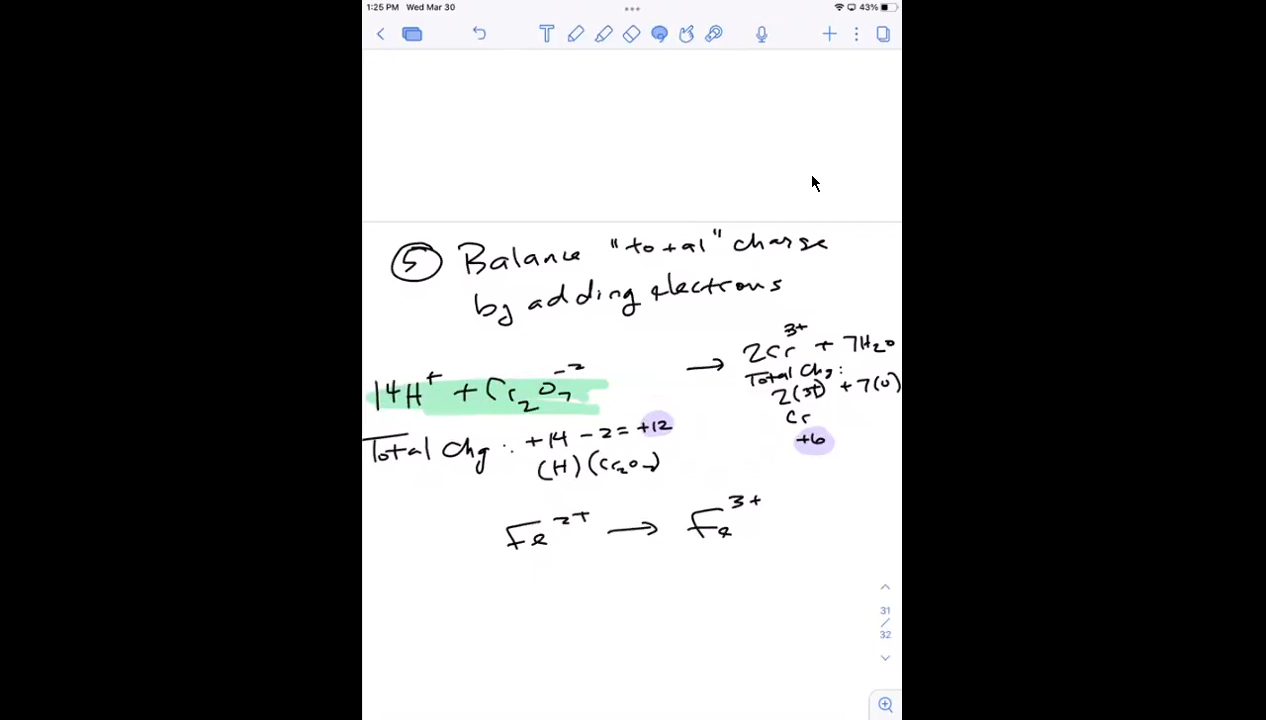 1:25 PM Wed Mar 30
43%
T
5 Balance "total" charge
by adding electrons
14H⁺ + Cr₂O₇⁻² → 2Cr³⁺ + 7H₂O
Total Chg: +14 - 2 = +12
(H) (Cr₂O₇)
Total Chg:
2(3+) + 7(0)
Cr
+6
Fe²⁺ → Fe³⁺
31
/
32